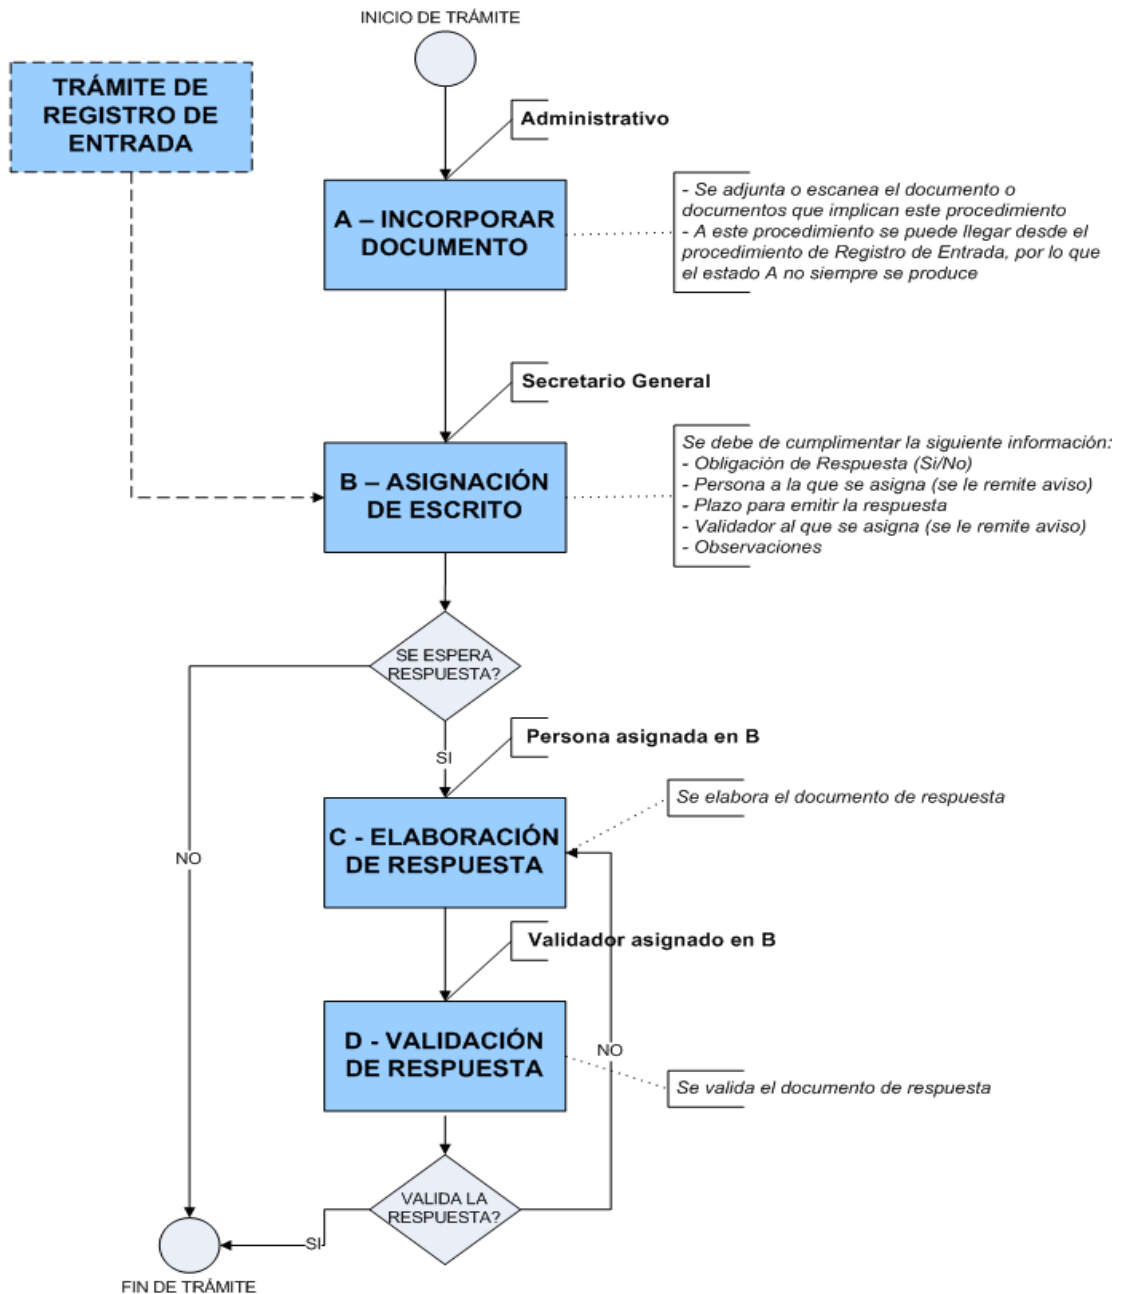 INICIO DE TRÁMITE
TRÁMITE DE
REGISTRO DE
ENTRADA
Administrativo
A – INCORPORAR
DOCUMENTO
- Se adjunta o escanea el documento o
documentos que implican este procedimiento
- A este procedimiento se puede llegar desde el
procedimiento de Registro de Entrada, por lo que
el estado A no siempre se produce
Secretario General
B – ASIGNACIÓN
DE ESCRITO
Se debe de cumplimentar la siguiente información:
- Obligación de Respuesta (Si/No)
- Persona a la que se asigna (se le remite aviso)
- Plazo para emitir la respuesta
- Validador al que se asigna (se le remite aviso)
- Observaciones
SE ESPERA
RESPUESTA?
Persona asignada en B
SI
Se elabora el documento de respuesta
C - ELABORACIÓN
DE RESPUESTA
NO
Validador asignado en B
D - VALIDACIÓN
DE RESPUESTA
NO
Se valida el documento de respuesta
VALIDA LA
RESPUESTA?
SI
FIN DE TRÁMITE